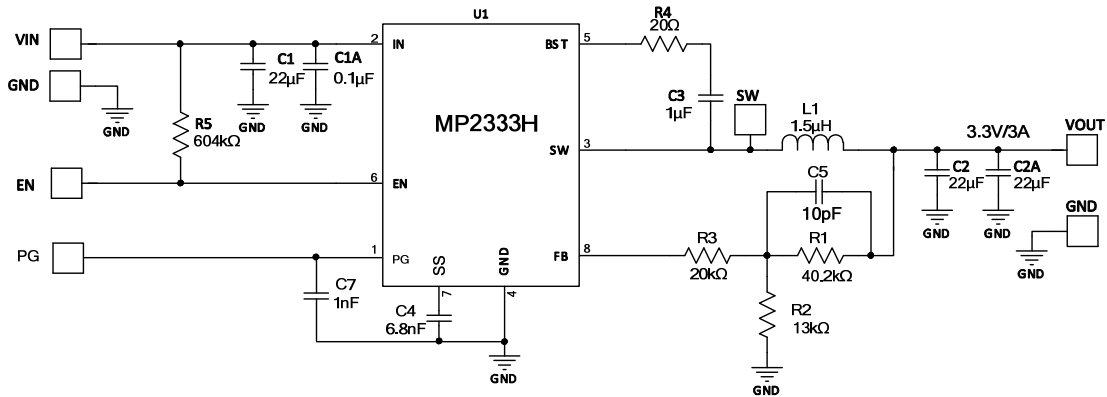 U1
R4
20Ω
VIN
2
IN
BST
5
C1
22µF
C1A
0.1µF
GND
GND
GND
GND
R5
604kΩ
C3
1µF
SW
L1
1.5µH
MP2333H
3.3V/3A
VOUT
SW
3
EN
6
EN
C5
10pF
C2
22µF
C2A
22µF
GND
GND
GND
GND
PG
1
PG
FB
8
R3
20kΩ
R1
40.2kΩ
C7
1nF
SS
7
GND
4
C4
6.8nF
R2
13kΩ
GND
GND